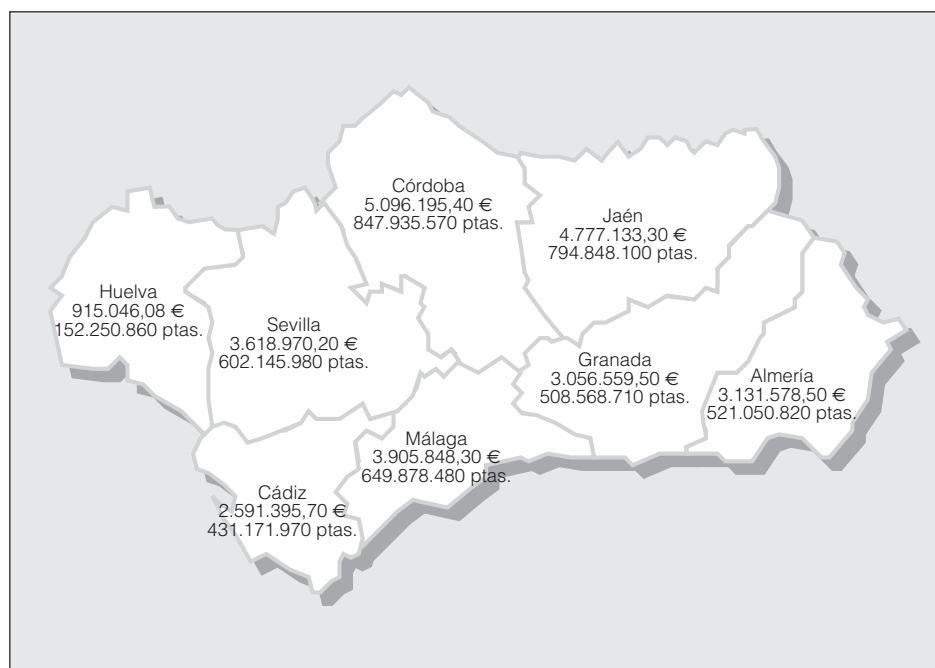 Córdoba
5.096.195,40 €
847.935.570 ptas.
Jaén
4.777.133,30 €
794.848.100 ptas.
Huelva
915.046,08 €
152.250.860 ptas.
Sevilla
3.618.970,20 €
602.145.980 ptas.
Granada
3.056.559,50 €
508.568.710 ptas.
Almería
3.131.578,50 €
521.050.820 ptas.
Málaga
3.905.848,30 €
649.878.480 ptas.
Cádiz
2.591.395,70 €
431.171.970 ptas.